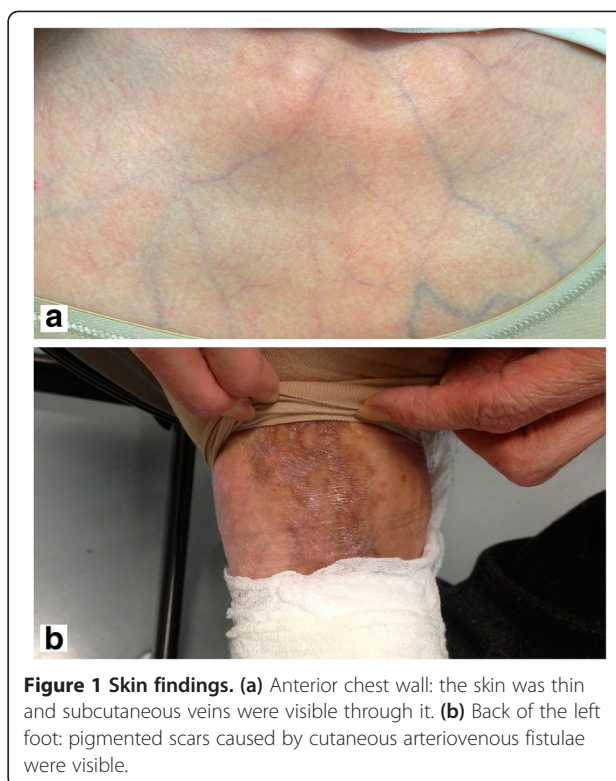 a
b
Figure 1 Skin findings. (a) Anterior chest wall: the skin was thin
and subcutaneous veins were visible through it. (b) Back of the left
foot: pigmented scars caused by cutaneous arteriovenous fistulae
were visible.